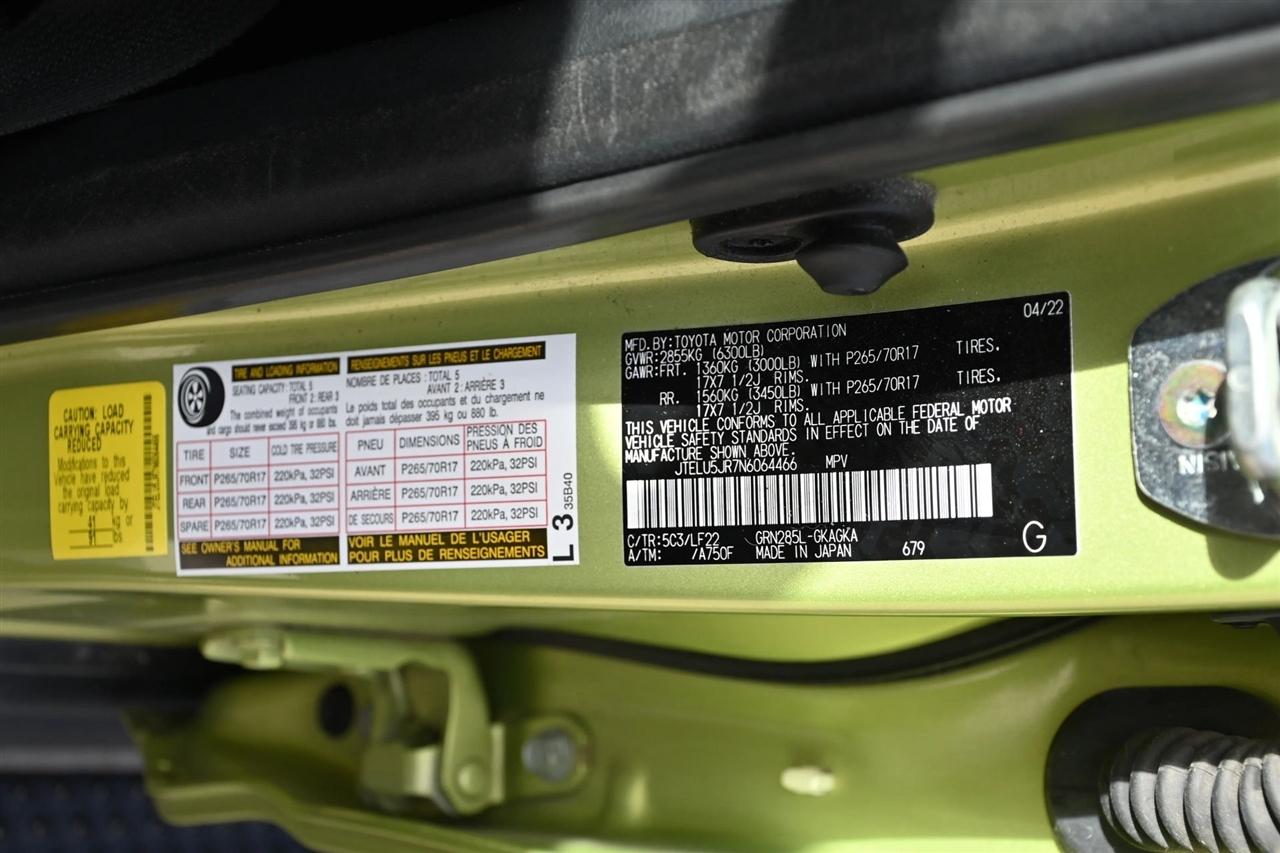 CAUTION: LOAD
CARRYING CAPACITY
REDUCED
Modifications to this
Vehicle have reduced
the original load
carrying capacity by
41 kg or
91 lbs
JTELU5JR7N6064466
TIRE AND LOADING INFORMATION
SEATING CAPACITY: TOTAL 5
FRONT 2: REAR 3
The combined weight of occupants
and cargo should never exceed 395 kg or 880 lbs.
TIRE SIZE COLD TIRE PRESSURE
FRONT P265/70R17 220kPa, 32PSI
REAR P265/70R17 220kPa, 32PSI
SPARE P265/70R17 220kPa, 32PSI
SEE OWNER'S MANUAL FOR
ADDITIONAL INFORMATION
RENSEIGNEMENTS SUR LES PNEUS ET LE CHARGEMENT
NOMBRE DE PLACES : TOTAL 5
AVANT 2 : ARRIÈRE 3
Le poids total des occupants et du chargement ne
doit jamais dépasser 395 kg ou 880 lb.
PNEU DIMENSIONS PRESSION DES PNEUS À FROID
AVANT P265/70R17 220kPa, 32PSI
ARRIÈRE P265/70R17 220kPa, 32PSI
DE SECOURS P265/70R17 220kPa, 32PSI
VOIR LE MANUEL DE L'USAGER
POUR PLUS DE RENSEIGNEMENTS
L 3 35B40
04/22
MFD. BY: TOYOTA MOTOR CORPORATION
GVWR: 2855KG (6300LB)
GAWR: FRT. 1360KG (3000LB) WITH P265/70R17 TIRES.
17X7 1/2J RIMS.
RR. 1560KG (3450LB) WITH P265/70R17 TIRES.
17X7 1/2J RIMS.
THIS VEHICLE CONFORMS TO ALL APPLICABLE FEDERAL MOTOR
VEHICLE SAFETY STANDARDS IN EFFECT ON THE DATE OF
MANUFACTURE SHOWN ABOVE.
JTELU5JR7N6064466 MPV
C/TR: 5C3/LF22 GRN285L-GKAGKA
A/TM: /A750F MADE IN JAPAN 679
G
NISIN